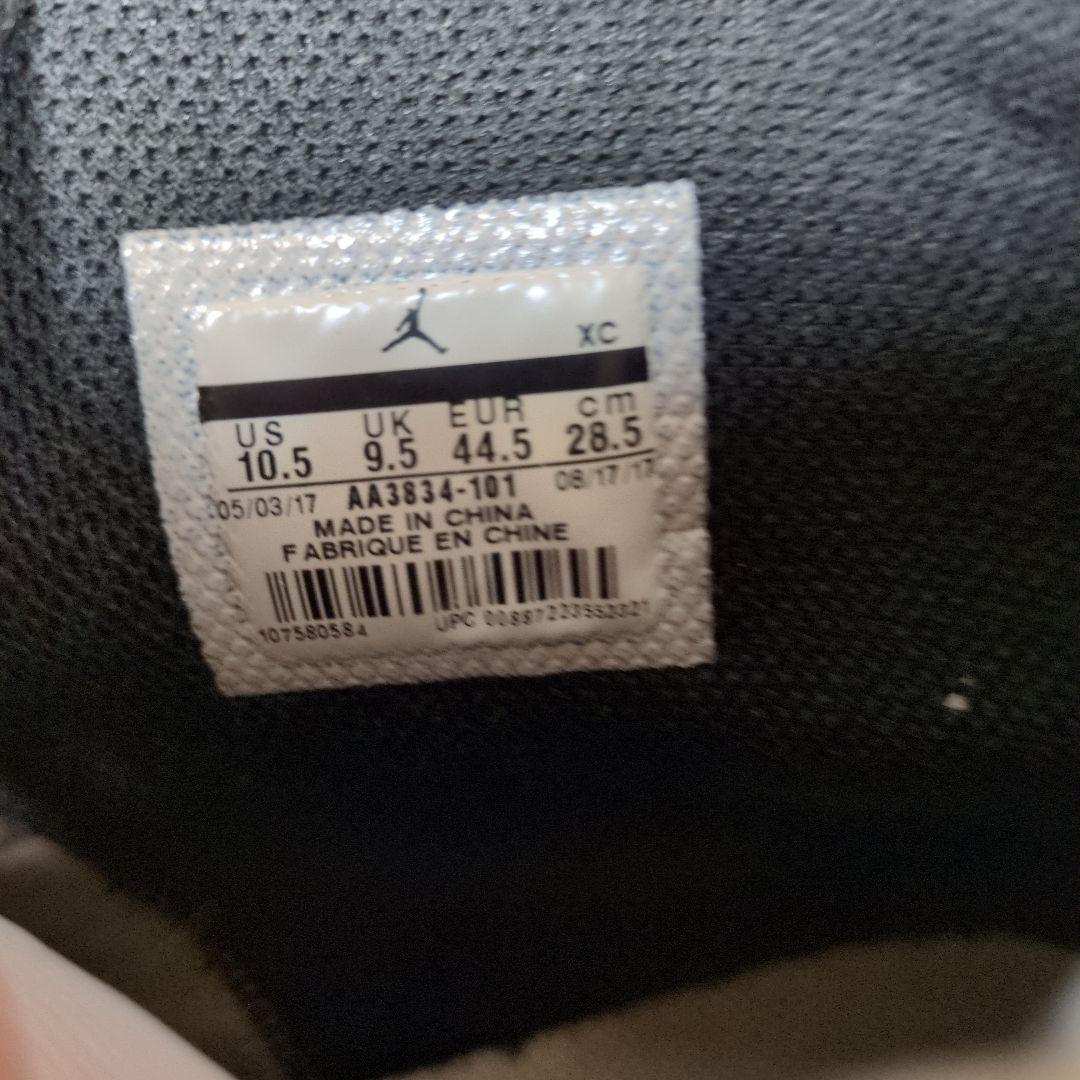 XC
US UK EUR cm
10.5 9.5 44.5 28.5
05/03/17 AA3834-101 08/17/17
MADE IN CHINA
FABRIQUE EN CHINE
107580584 UPC